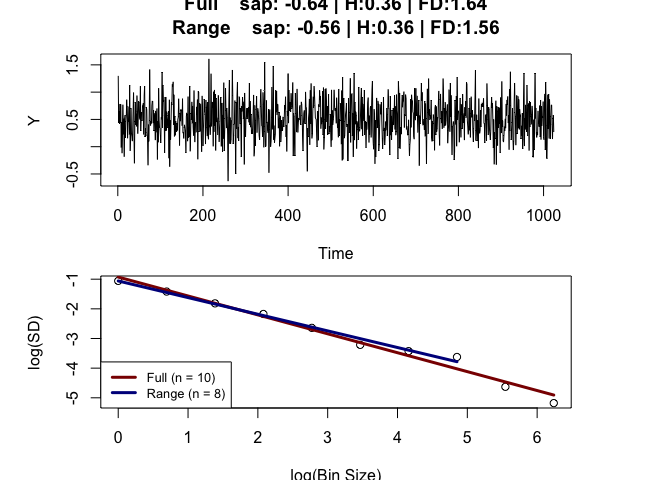 Full sap: -0.64 | H:0.36 | FD:1.64
Range sap: -0.56 | H:0.36 | FD:1.56
Y
1.5
0.5
-0.5
0 200 400 600 800 1000
Time
log(SD)
-1
-2
-3
-4
-5
Full (n = 10)
Range (n = 8)
0 1 2 3 4 5 6
log(Bin Size)